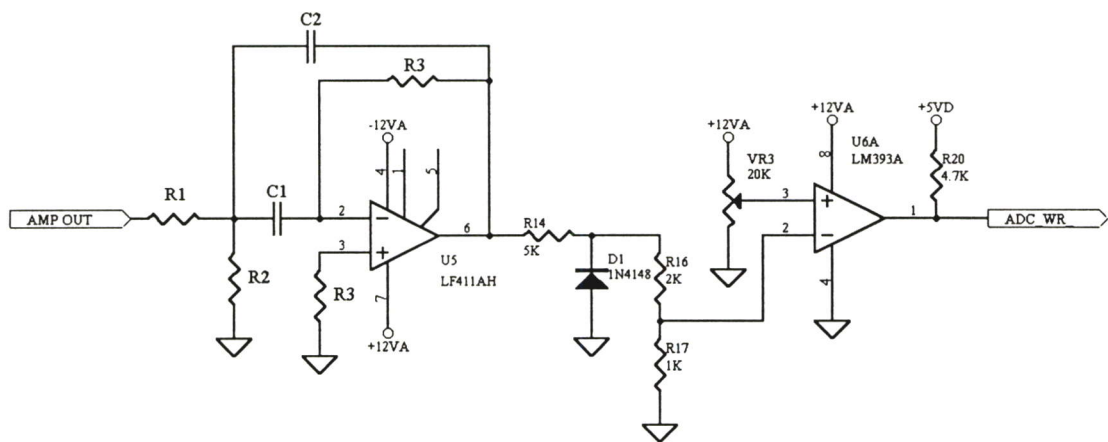 C2
R3
-12VA
4
1
5
+12VA
+5VD
VR3
20K
8
U6A
LM393A
R20
4.7K
AMP OUT
R1
C1
2
3
6
R14
5K
U5
LF411AH
R2
R3
7
+12VA
D1
1N4148
R16
2K
R17
1K
+12VA
3
2
1
4
ADC_WR_